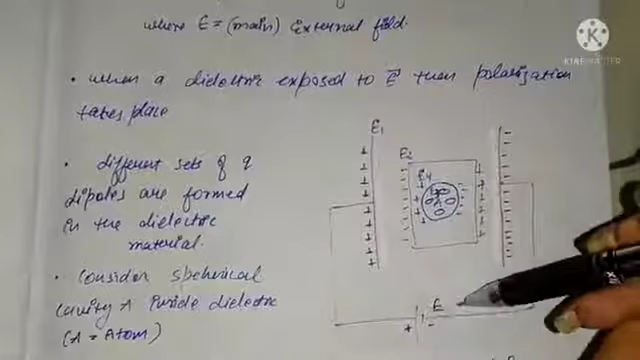 where E = (main) External field.
KINEMASTER
• when a dielectric exposed to E⃗ then polarization
takes place
• different sets of q
dipoles are formed
in the dielectric
material.
• Consider spherical
cavity A inside dielectric
(A = Atom)
E1
E2
E4
A
E
+ -